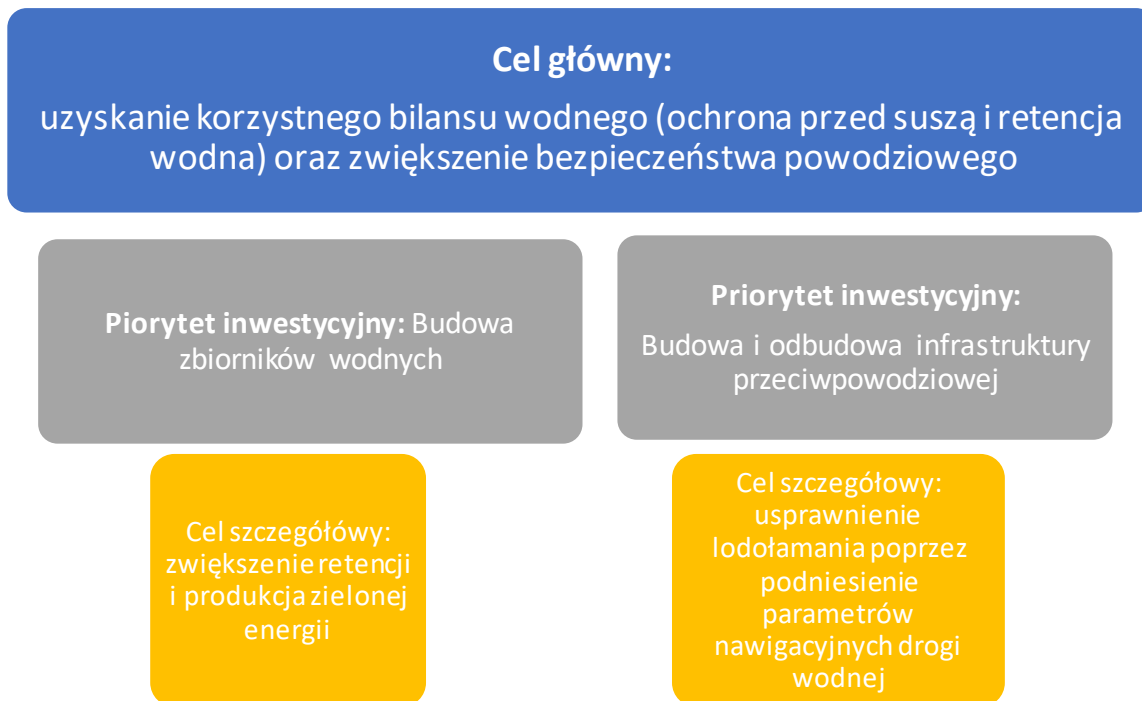 Cel główny:
uzyskanie korzystnego bilansu wodnego (ochrona przed suszą i retencja
wodna) oraz zwiększenie bezpieczeństwa powodziowego
Piorytet inwestycyjny: Budowa
zbiorników wodnych
Priorytet inwestycyjny:
Budowa i odbudowa infrastruktury
przeciwpowodziowej
Cel szczegółówy:
zwiększenie retencji
i produkcja zielonej
energii
Cel szczegółowy:
usprawnienie
lodołamania poprzez
podniesienie
parametrów
nawigacyjnych drogi
wodnej